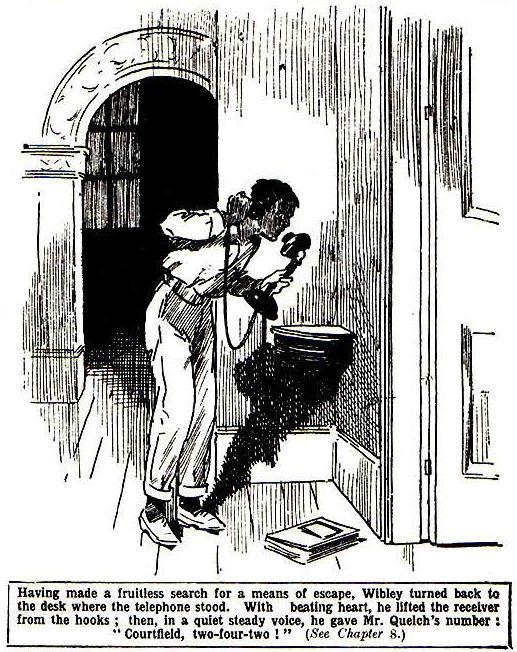 Having made a fruitless search for a means of escape, Wibley turned back to
the desk where the telephone stood. With beating heart, he lifted the receiver
from the hooks ; then, in a quiet steady voice, he gave Mr. Quelch's number :
" Courtfield, two-four-two ! " (See Chapter 8.)